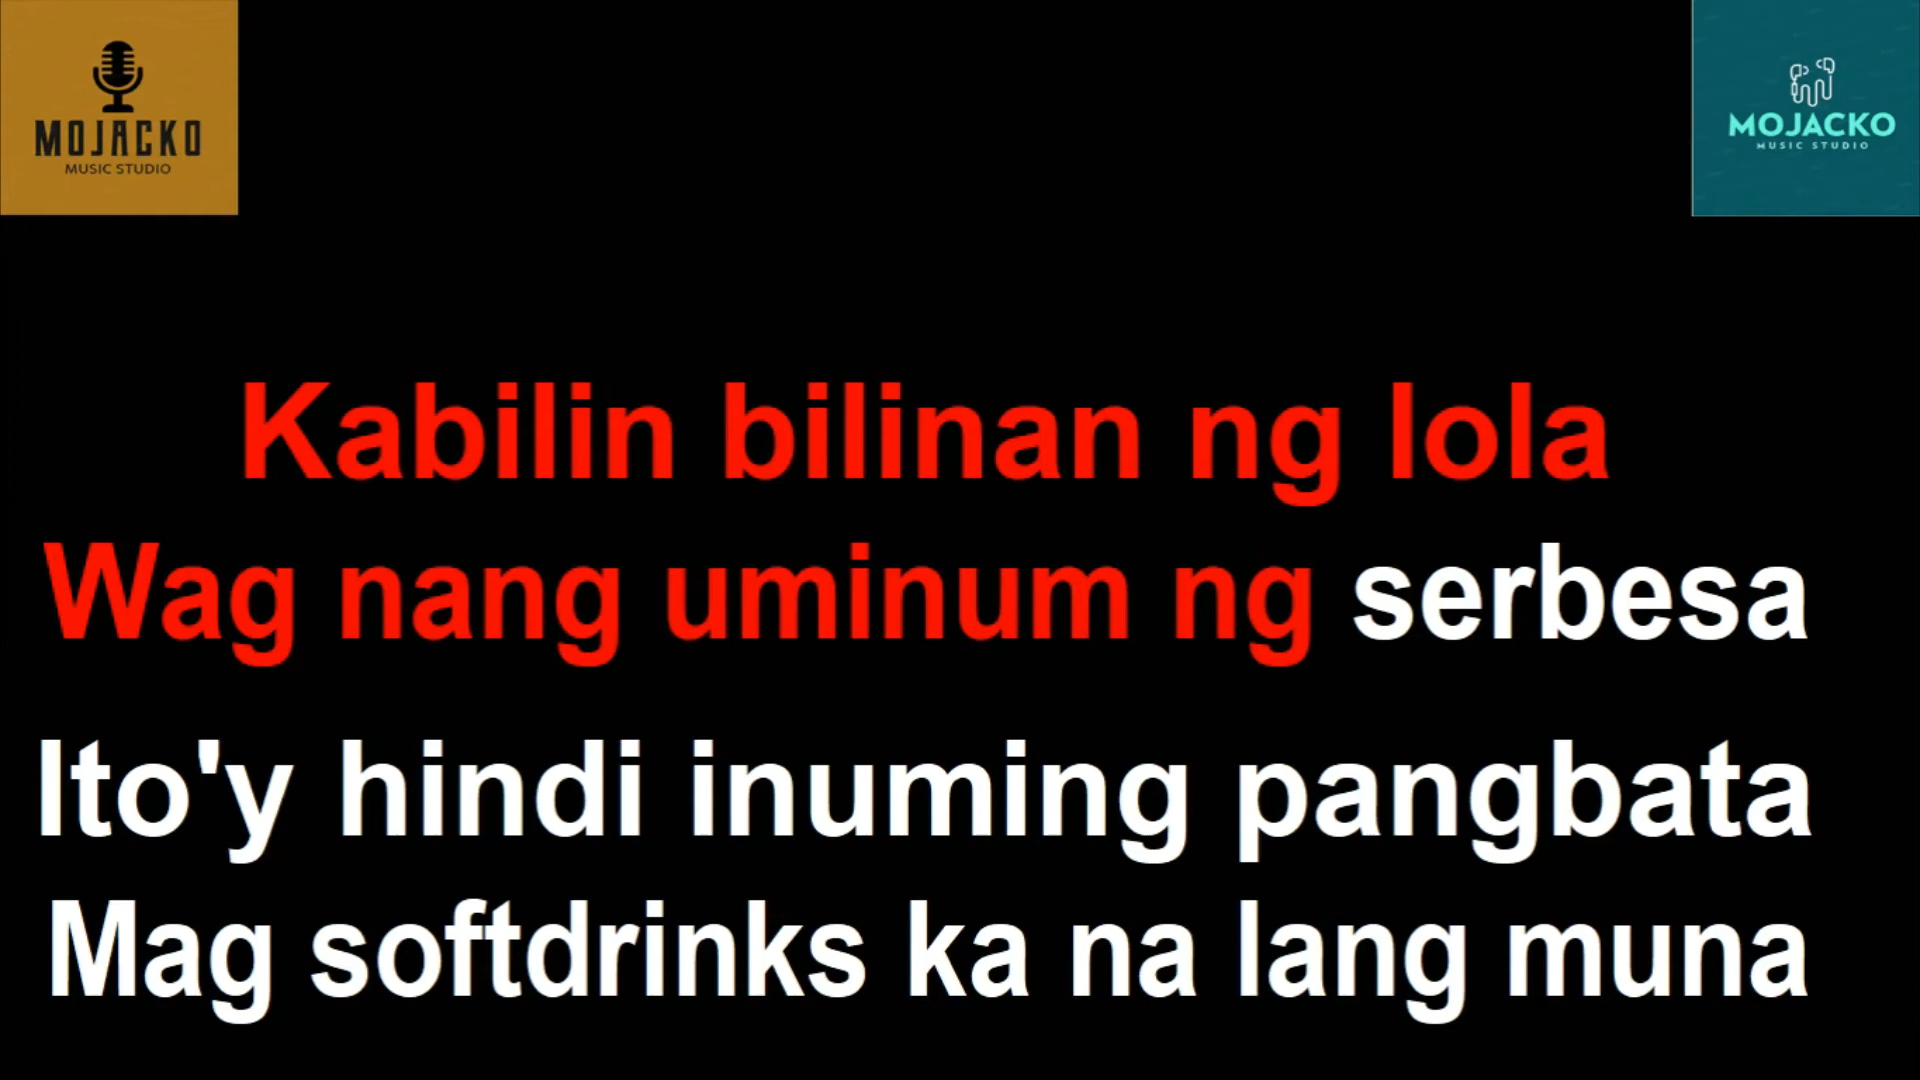 MOJACKO
MUSIC STUDIO
MOJACKO
MUSIC STUDIO
Kabilin bilinan ng lola
Wag nang uminum ng serbesa
Ito'y hindi inuming pangbata
Mag softdrinks ka na lang muna